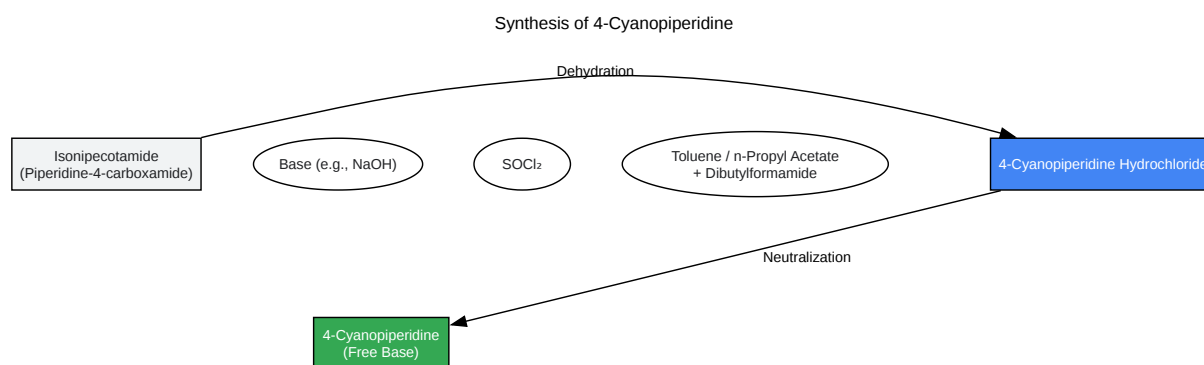 Synthesis of 4-Cyanopiperidine
Dehydration
Isonipecotamide
(Piperidine-4-carboxamide)
Base (e.g., NaOH)
SOCl₂
Toluene / n-Propyl Acetate
+ Dibutylformamide
4-Cyanopiperidine Hydrochloride
Neutralization
4-Cyanopiperidine
(Free Base)